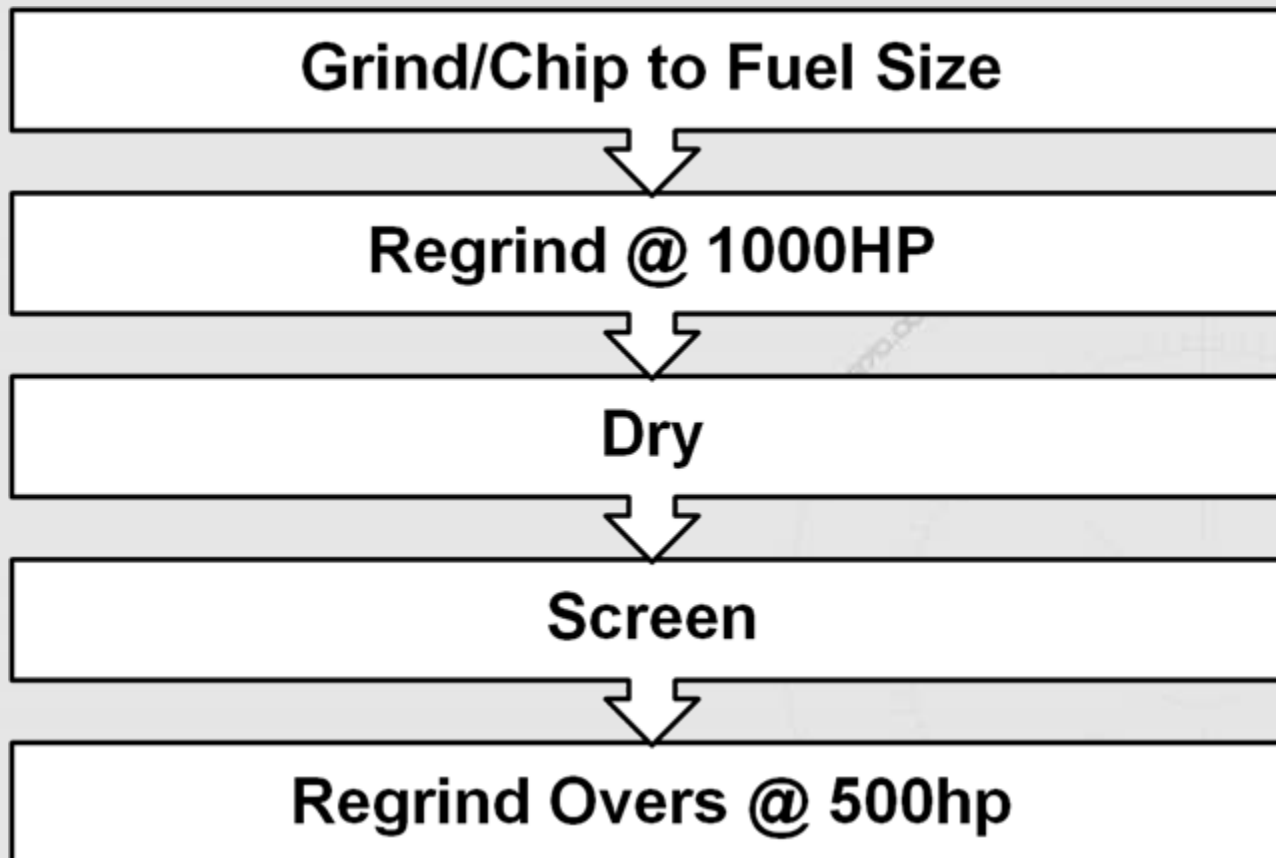 Grind/Chip to Fuel Size
Regrind @ 1000HP
Dry
Screen
Regrind Overs @ 500hp